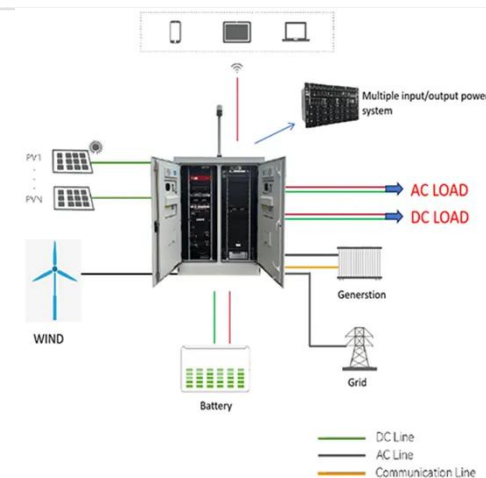 Multiple input/output power
system
PV1
PVN
AC LOAD
DC LOAD
WIND
Generstion
Grid
Battery
DC Line
AC Line
Communication Line